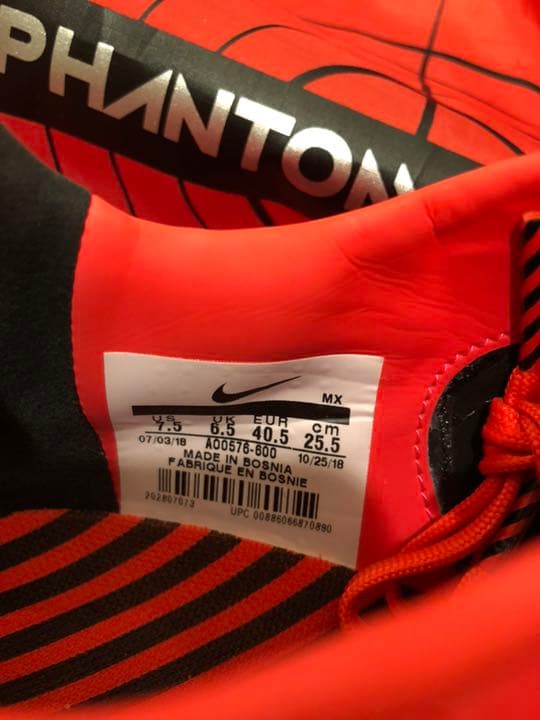 PHANTOM
MX
US UK EUR cm
7.5 6.5 40.5 25.5
07/03/18 AO0576-600 10/25/18
MADE IN BOSNIA
FABRIQUE EN BOSNIE
202807073
UPC 00886066870890